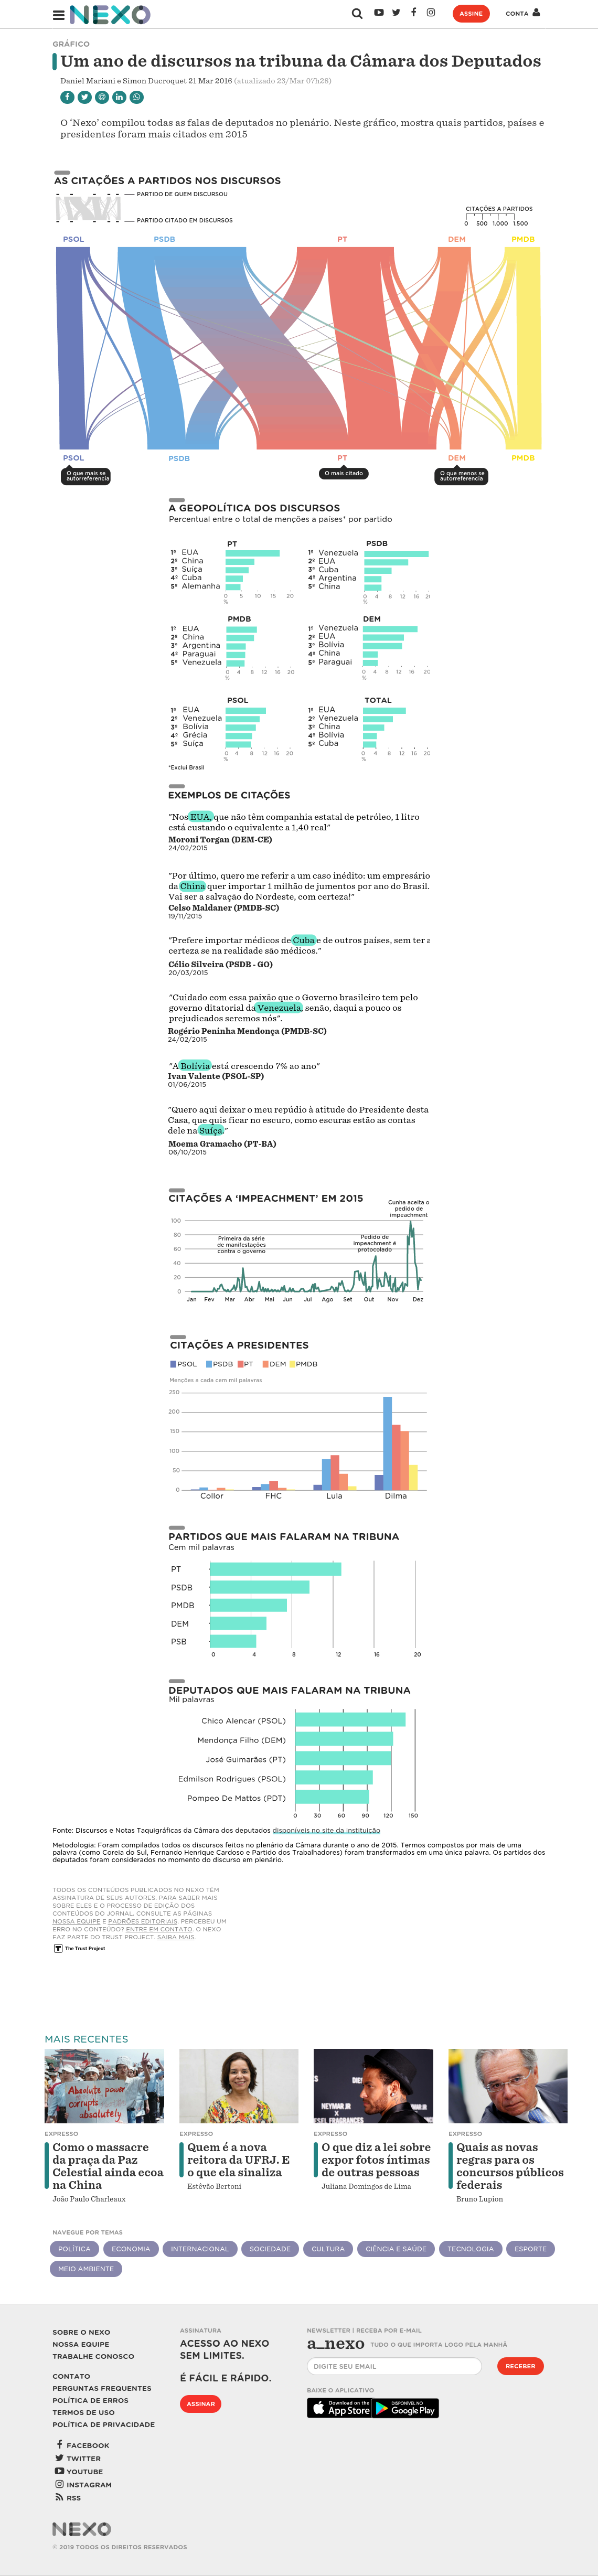 NEXO
ASSINE
CONTA
GRÁFICO
Um ano de discursos na tribuna da Câmara dos Deputados
Daniel Mariani e Simon Ducroquet 21 Mar 2016 (atualizado 23/Mar 07h28)
O ‘Nexo’ compilou todas as falas de deputados no plenário. Neste gráfico, mostra quais partidos, países e
presidentes foram mais citados em 2015
AS CITAÇÕES A PARTIDOS NOS DISCURSOS
PARTIDO DE QUEM DISCURSOU
PARTIDO CITADO EM DISCURSOS
CITAÇÕES A PARTIDOS
0 500 1.000 1.500
PSOL PSDB PT DEM PMDB
PSOL PSDB PT DEM PMDB
O que mais se
autorreferencia
O mais citado
O que menos se
autorreferencia
A GEOPOLÍTICA DOS DISCURSOS
Percentual entre o total de menções a países* por partido
PT
1º EUA
2º China
3º Suíça
4º Cuba
5º Alemanha
0 5 10 15 20
%
PSDB
1º Venezuela
2º EUA
3º Cuba
4º Argentina
5º China
0 4 8 12 16 20
%
PMDB
1º EUA
2º China
3º Argentina
4º Paraguai
5º Venezuela
0 4 8 12 16 20
%
DEM
1º Venezuela
2º EUA
3º Bolívia
4º China
5º Paraguai
0 4 8 12 16 20
%
PSOL
1º EUA
2º Venezuela
3º Bolívia
4º Grécia
5º Suíça
0 4 8 12 16 20
%
TOTAL
1º EUA
2º Venezuela
3º China
4º Bolívia
5º Cuba
0 4 8 12 16 20
%
*Exclui Brasil
EXEMPLOS DE CITAÇÕES
"Nos EUA, que não têm companhia estatal de petróleo, 1 litro
está custando o equivalente a 1,40 real"
Moroni Torgan (DEM-CE)
24/02/2015
"Por último, quero me referir a um caso inédito: um empresário
da China quer importar 1 milhão de jumentos por ano do Brasil.
Vai ser a salvação do Nordeste, com certeza!"
Celso Maldaner (PMDB-SC)
19/11/2015
"Prefere importar médicos de Cuba e de outros países, sem ter a
certeza se na realidade são médicos."
Célio Silveira (PSDB - GO)
20/03/2015
"Cuidado com essa paixão que o Governo brasileiro tem pelo
governo ditatorial da Venezuela, senão, daqui a pouco os
prejudicados seremos nós".
Rogério Peninha Mendonça (PMDB-SC)
24/02/2015
"A Bolívia está crescendo 7% ao ano"
Ivan Valente (PSOL-SP)
01/06/2015
"Quero aqui deixar o meu repúdio à atitude do Presidente desta
Casa, que quis ficar no escuro, como escuras estão as contas
dele na Suíça."
Moema Gramacho (PT-BA)
06/10/2015
CITAÇÕES A ‘IMPEACHMENT’ EM 2015
Cunha aceita o
pedido de
impeachment
Primeira da série
de manifestações
contra o governo
Pedido de
impeachment é
protocolado
100
80
60
40
20
0
Jan Fev Mar Abr Mai Jun Jul Ago Set Out Nov Dez
CITAÇÕES A PRESIDENTES
PSOL PSDB PT DEM PMDB
Menções a cada cem mil palavras
250
200
150
100
50
0
Collor FHC Lula Dilma
PARTIDOS QUE MAIS FALARAM NA TRIBUNA
Cem mil palavras
PT
PSDB
PMDB
DEM
PSB
0 4 8 12 16 20
DEPUTADOS QUE MAIS FALARAM NA TRIBUNA
Mil palavras
Chico Alencar (PSOL)
Mendonça Filho (DEM)
José Guimarães (PT)
Edmilson Rodrigues (PSOL)
Pompeo De Mattos (PDT)
0 30 60 90 120 150
Fonte: Discursos e Notas Taquigráficas da Câmara dos deputados disponíveis no site da instituição
Metodologia: Foram compilados todos os discursos feitos no plenário da Câmara durante o ano de 2015. Termos compostos por mais de uma
palavra (como Coreia do Sul, Fernando Henrique Cardoso e Partido dos Trabalhadores) foram transformados em uma única palavra. Os partidos dos
deputados foram considerados no momento do discurso em plenário.
TODOS OS CONTEÚDOS PUBLICADOS NO NEXO TÊM
ASSINATURA DE SEUS AUTORES. PARA SABER MAIS
SOBRE ELES E O PROCESSO DE EDIÇÃO DOS
CONTEÚDOS DO JORNAL, CONSULTE AS PÁGINAS
NOSSA EQUIPE E PADRÕES EDITORIAIS. PERCEBEU UM
ERRO NO CONTEÚDO? ENTRE EM CONTATO. O NEXO
FAZ PARTE DO TRUST PROJECT. SAIBA MAIS.
T The Trust Project
MAIS RECENTES
Absolute power
corrupts
absolutely
NEYMAR JR
X
DIESEL FRAGRANCES
EXPRESSO
Como o massacre
da praça da Paz
Celestial ainda ecoa
na China
João Paulo Charleaux
EXPRESSO
Quem é a nova
reitora da UFRJ. E
o que ela sinaliza
Estêvão Bertoni
EXPRESSO
O que diz a lei sobre
expor fotos íntimas
de outras pessoas
Juliana Domingos de Lima
EXPRESSO
Quais as novas
regras para os
concursos públicos
federais
Bruno Lupion
NAVEGUE POR TEMAS
POLÍTICA ECONOMIA INTERNACIONAL SOCIEDADE CULTURA CIÊNCIA E SAÚDE TECNOLOGIA ESPORTE
MEIO AMBIENTE
SOBRE O NEXO
NOSSA EQUIPE
TRABALHE CONOSCO
CONTATO
PERGUNTAS FREQUENTES
POLÍTICA DE ERROS
TERMOS DE USO
POLÍTICA DE PRIVACIDADE
FACEBOOK
TWITTER
YOUTUBE
INSTAGRAM
RSS
ASSINATURA
ACESSO AO NEXO
SEM LIMITES.
É FÁCIL E RÁPIDO.
ASSINAR
NEWSLETTER | RECEBA POR E-MAIL
a_nexo TUDO O QUE IMPORTA LOGO PELA MANHÃ
DIGITE SEU EMAIL
RECEBER
BAIXE O APLICATIVO
Download on the
App Store
DISPONÍVEL NO
Google Play
NEXO
© 2019 TODOS OS DIREITOS RESERVADOS